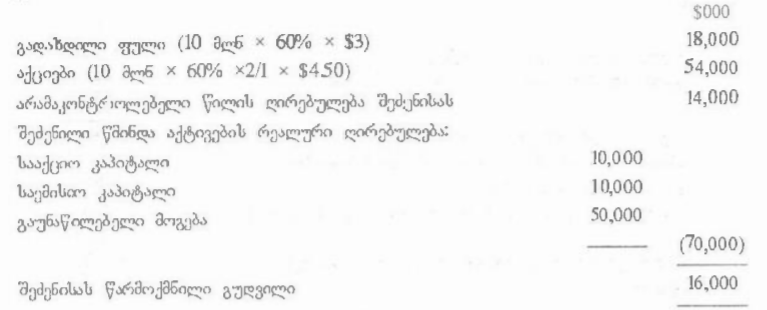 $000
გადახდილი ფული (10 მლნ × 60% × $3) 18,000
აქციები (10 მლნ × 60% ×2/1 × $4.50) 54,000
არამაკონტროლებელი წილის ღირებულება შეძენისას 14,000
შეძენილი წმინდა აქტივების რეალური ღირებულება:
სააქციო კაპიტალი 10,000
საემისიო კაპიტალი 10,000
გაუნაწილებელი მოგება 50,000
(70,000)
შეძენისას წარმოქმნილი გუდვილი 16,000